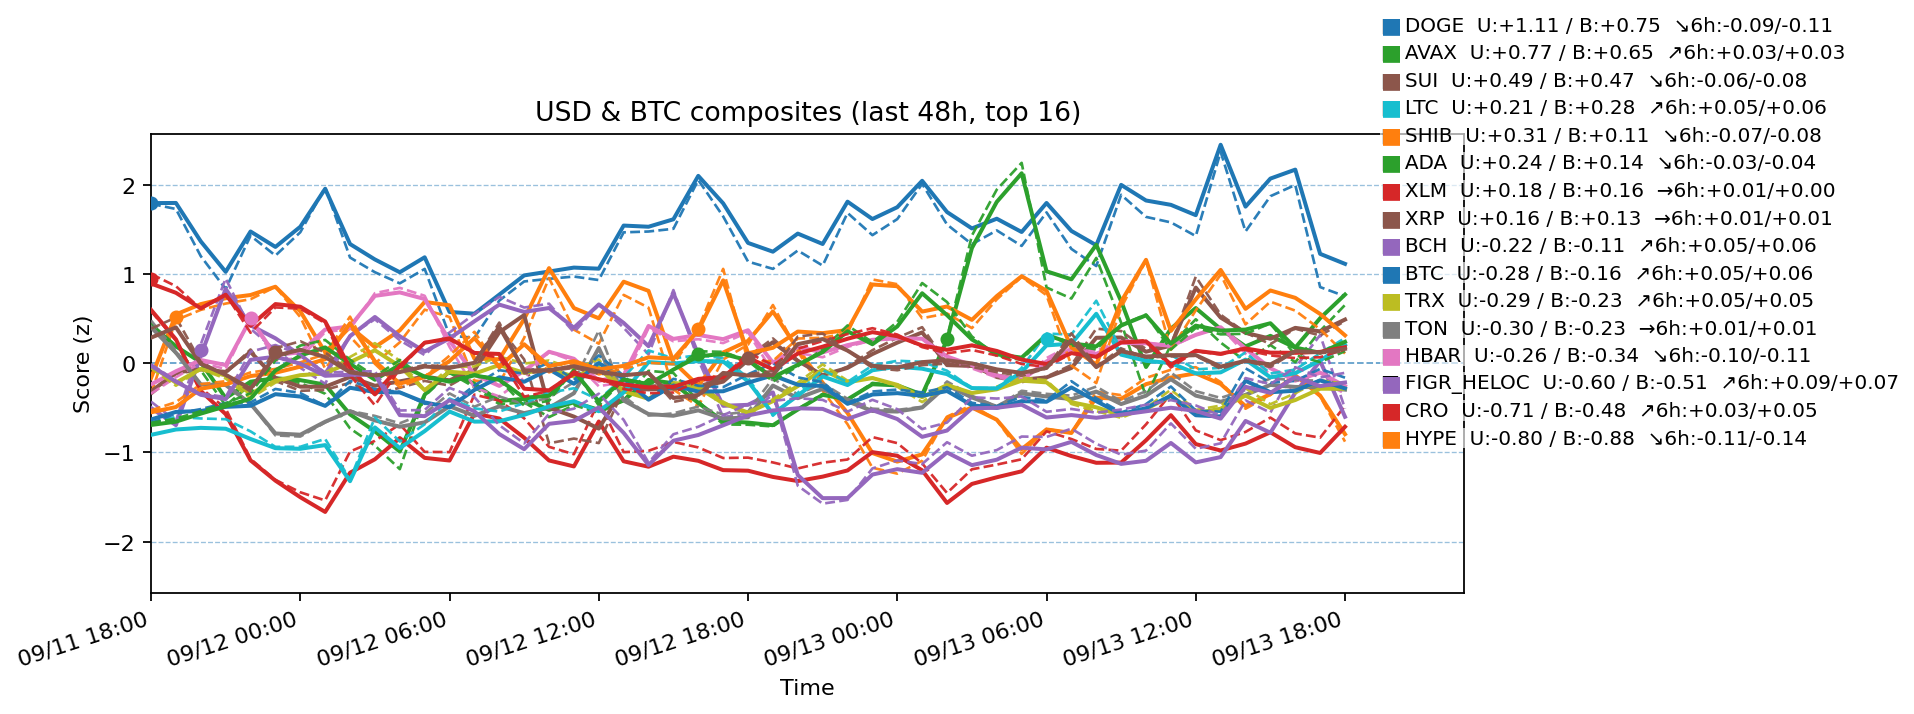 DOGE  U:+1.11 / B:+0.75  ↘6h:-0.09/-0.11
AVAX  U:+0.77 / B:+0.65  ↗6h:+0.03/+0.03
SUI  U:+0.49 / B:+0.47  ↘6h:-0.06/-0.08
LTC  U:+0.21 / B:+0.28  ↗6h:+0.05/+0.06
SHIB  U:+0.31 / B:+0.11  ↘6h:-0.07/-0.08
ADA  U:+0.24 / B:+0.14  ↘6h:-0.03/-0.04
XLM  U:+0.18 / B:+0.16  →6h:+0.01/+0.00
XRP  U:+0.16 / B:+0.13  →6h:+0.01/+0.01
BCH  U:-0.22 / B:-0.11  ↗6h:+0.05/+0.06
BTC  U:-0.28 / B:-0.16  ↗6h:+0.05/+0.06
TRX  U:-0.29 / B:-0.23  ↗6h:+0.05/+0.05
TON  U:-0.30 / B:-0.23  →6h:+0.01/+0.01
HBAR  U:-0.26 / B:-0.34  ↘6h:-0.10/-0.11
FIGR_HELOC  U:-0.60 / B:-0.51  ↗6h:+0.09/+0.07
CRO  U:-0.71 / B:-0.48  ↗6h:+0.03/+0.05
HYPE  U:-0.80 / B:-0.88  ↘6h:-0.11/-0.14
USD & BTC composites (last 48h, top 16)
Score (z)
2
1
0
−1
−2
09/11 18:00
09/12 00:00
09/12 06:00
09/12 12:00
09/12 18:00
09/13 00:00
09/13 06:00
09/13 12:00
09/13 18:00
Time